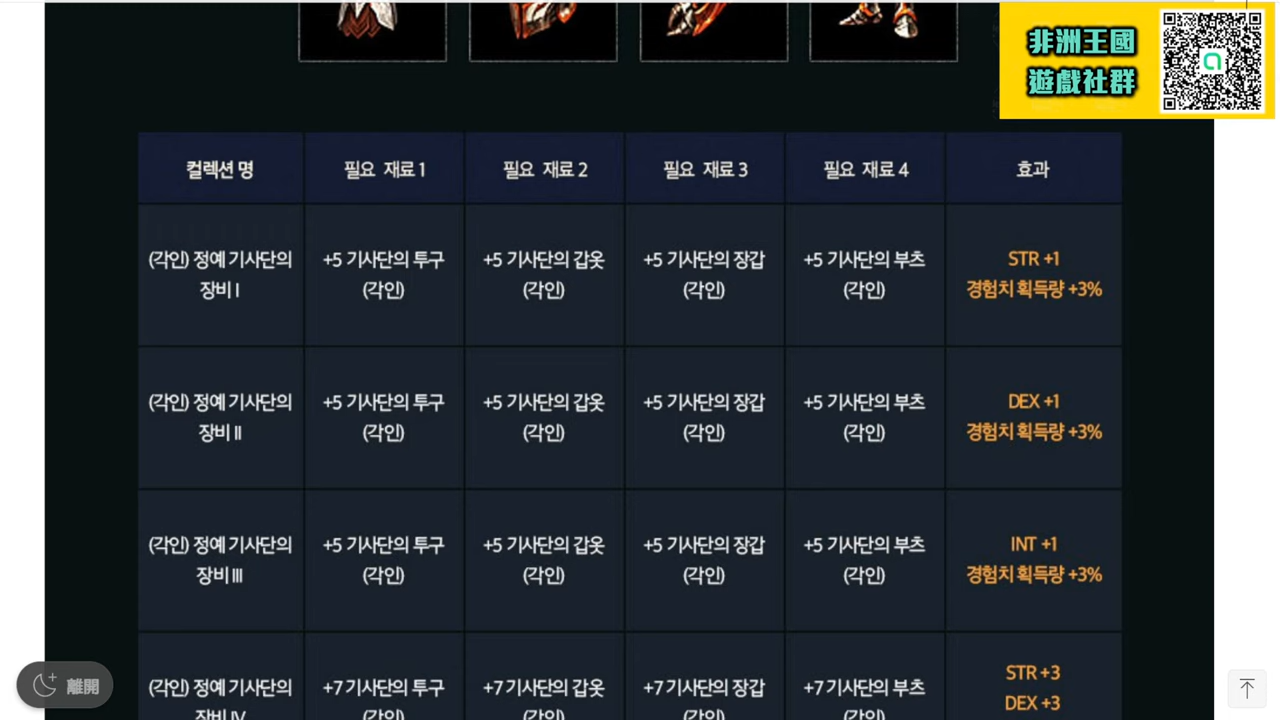 非洲王國
遊戲社群
컬렉션 명
필요 재료 1
필요 재료 2
필요 재료 3
필요 재료 4
효과
(각인) 정예 기사단의
장비 I
+5 기사단의 투구
(각인)
+5 기사단의 갑옷
(각인)
+5 기사단의 장갑
(각인)
+5 기사단의 부츠
(각인)
STR +1
경험치 획득량 +3%
(각인) 정예 기사단의
장비 II
+5 기사단의 투구
(각인)
+5 기사단의 갑옷
(각인)
+5 기사단의 장갑
(각인)
+5 기사단의 부츠
(각인)
DEX +1
경험치 획득량 +3%
(각인) 정예 기사단의
장비 III
+5 기사단의 투구
(각인)
+5 기사단의 갑옷
(각인)
+5 기사단의 장갑
(각인)
+5 기사단의 부츠
(각인)
INT +1
경험치 획득량 +3%
(각인) 정예 기사단의
장비 IV
+7 기사단의 투구
(각인)
+7 기사단의 갑옷
(각인)
+7 기사단의 장갑
(각인)
+7 기사단의 부츠
(각인)
STR +3
DEX +3
離開